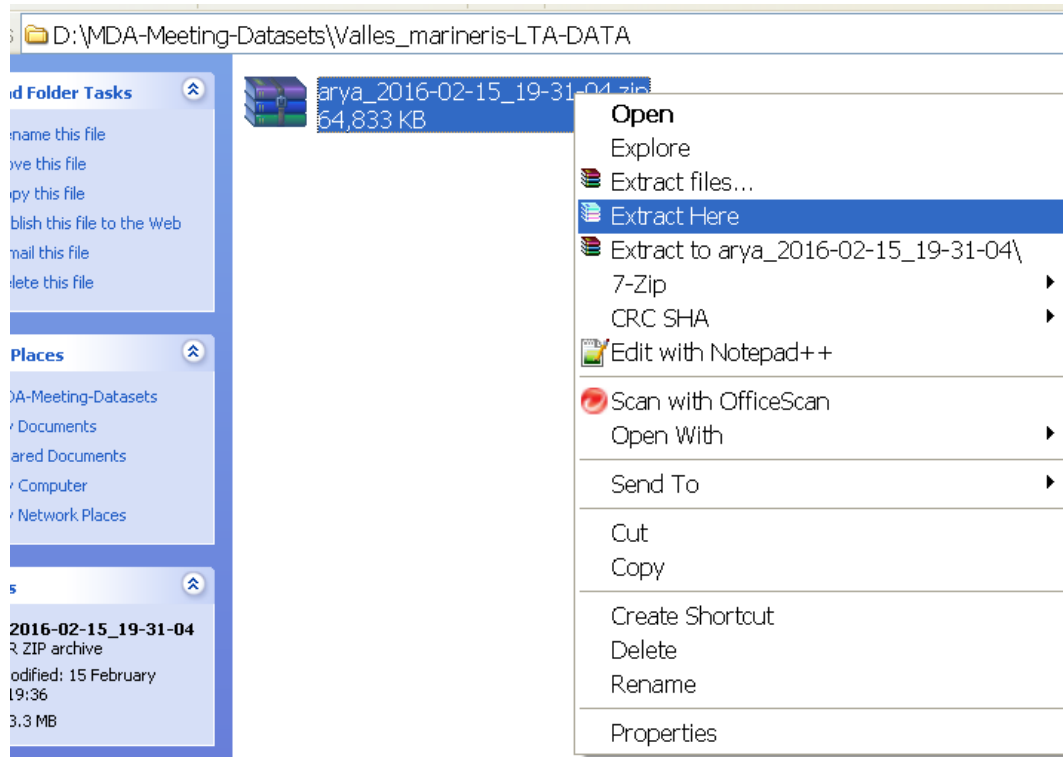 D:\MDA-Meeting-Datasets\Valles_marineris-LTA-DATA
d Folder Tasks
name this file
ove this file
opy this file
blish this file to the Web
mail this file
lete this file
Places
DA-Meeting-Datasets
Documents
ared Documents
Computer
Network Places
s
2016-02-15_19-31-04
R ZIP archive
odified: 15 February
19:36
3.3 MB
arya_2016-02-15_19-31-04.zip
64,833 KB
Open
Explore
Extract files...
Extract Here
Extract to arya_2016-02-15_19-31-04\
7-Zip
CRC SHA
Edit with Notepad++
Scan with OfficeScan
Open With
Send To
Cut
Copy
Create Shortcut
Delete
Rename
Properties